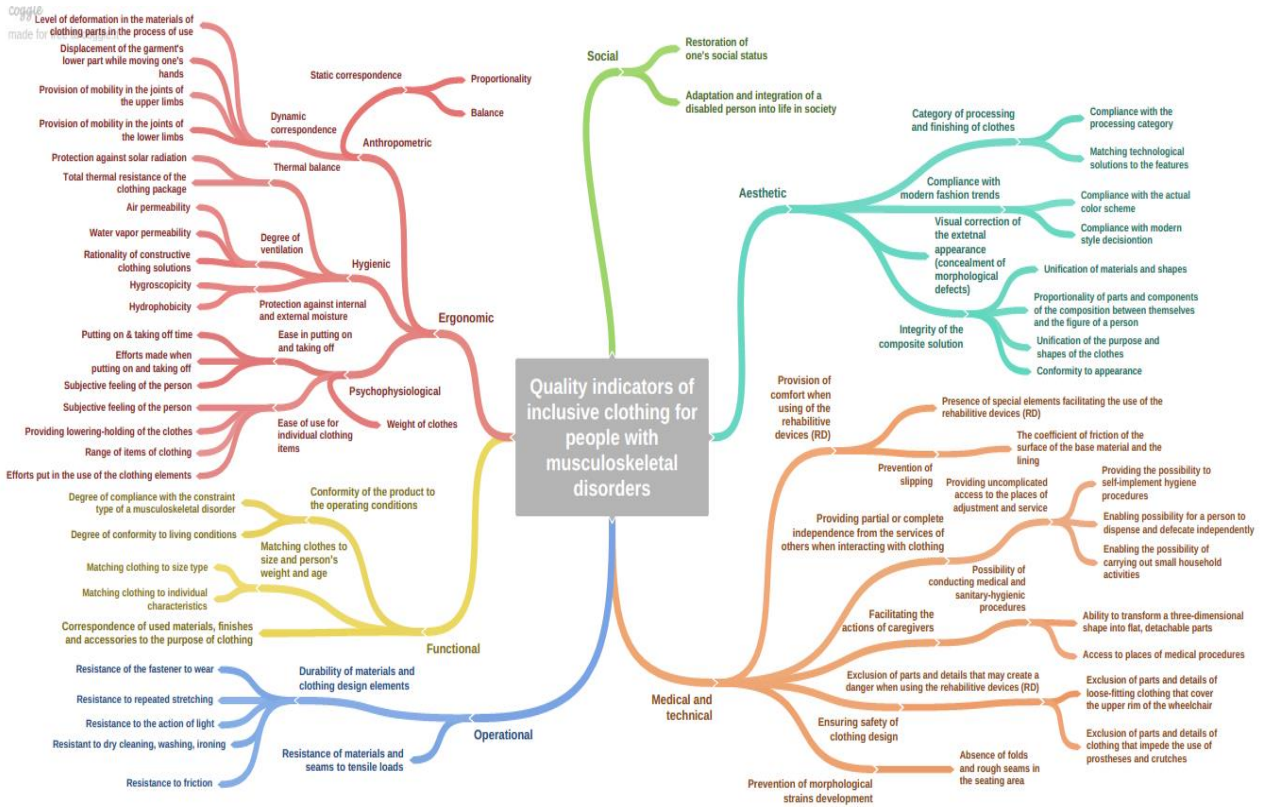 coggle
made for free at coggle.it
Level of deformation in the materials of
clothing parts in the process of use
Displacement of the garment's
lower part while moving one's
hands
Provision of mobility in the joints of
the upper limbs
Provision of mobility in the joints of
the lower limbs
Dynamic
correspondence
Static correspondence
Proportionality
Balance
Anthropometric
Protection against solar radiation
Total thermal resistance of the
clothing package
Thermal balance
Air permeability
Water vapor permeability
Rationality of constructive
clothing solutions
Degree of
ventilation
Hygroscopicity
Hydrophobicity
Protection against internal
and external moisture
Hygienic
Putting on & taking off time
Efforts made when
putting on and taking off
Subjective feeling of the person
Ease in putting on
and taking off
Subjective feeling of the person
Providing lowering-holding of the clothes
Range of items of clothing
Efforts put in the use of the clothing elements
Ease of use for
individual clothing
items
Weight of clothes
Psychophysiological
Ergonomic
Degree of compliance with the constraint
type of a musculoskeletal disorder
Degree of conformity to living conditions
Conformity of the product to
the operating conditions
Matching clothing to size type
Matching clothing to individual
characteristics
Matching clothes to
size and person's
weight and age
Correspondence of used materials, finishes
and accessories to the purpose of clothing
Functional
Resistance of the fastener to wear
Resistance to repeated stretching
Resistance to the action of light
Resistant to dry cleaning, washing, ironing
Resistance to friction
Durability of materials and
clothing design elements
Resistance of materials and
seams to tensile loads
Operational
Quality indicators of
inclusive clothing for
people with
musculoskeletal
disorders
Social
Restoration of
one's social status
Adaptation and integration of a
disabled person into life in society
Aesthetic
Category of processing
and finishing of clothes
Compliance with the
processing category
Matching technological
solutions to the features
Compliance with
modern fashion trends
Compliance with the actual
color scheme
Compliance with modern
style decisiontion
Visual correction of
the extetnal
appearance
(concealment of
morphological
defects)
Integrity of the
composite solution
Unification of materials and shapes
Proportionality of parts and components
of the composition between themselves
and the figure of a person
Unification of the purpose and
shapes of the clothes
Conformity to appearance
Medical and
technical
Provision of
comfort when
using of the
rehabilitive
devices (RD)
Presence of special elements facilitating the use of the
rehabilitive devices (RD)
Prevention of
slipping
The coefficient of friction of the
surface of the base material and the
lining
Providing partial or complete
independence from the services of
others when interacting with clothing
Providing uncomplicated
access to the places of
adjustment and service
Providing the possibility to
self-implement hygiene
procedures
Enabling possibility for a person to
dispense and defecate independently
Enabling the possibility of
carrying out small household
activities
Facilitating the
actions of caregivers
Possibility of
conducting medical and
sanitary-hygienic
procedures
Ability to transform a three-dimensional
shape into flat, detachable parts
Access to places of medical procedures
Ensuring safety of
clothing design
Exclusion of parts and details that may create a
danger when using the rehabilitive devices (RD)
Exclusion of parts and details of
loose-fitting clothing that cover
the upper rim of the wheelchair
Exclusion of parts and details of
clothing that impede the use of
prostheses and crutches
Prevention of morphological
strains development
Absence of folds
and rough seams in
the seating area